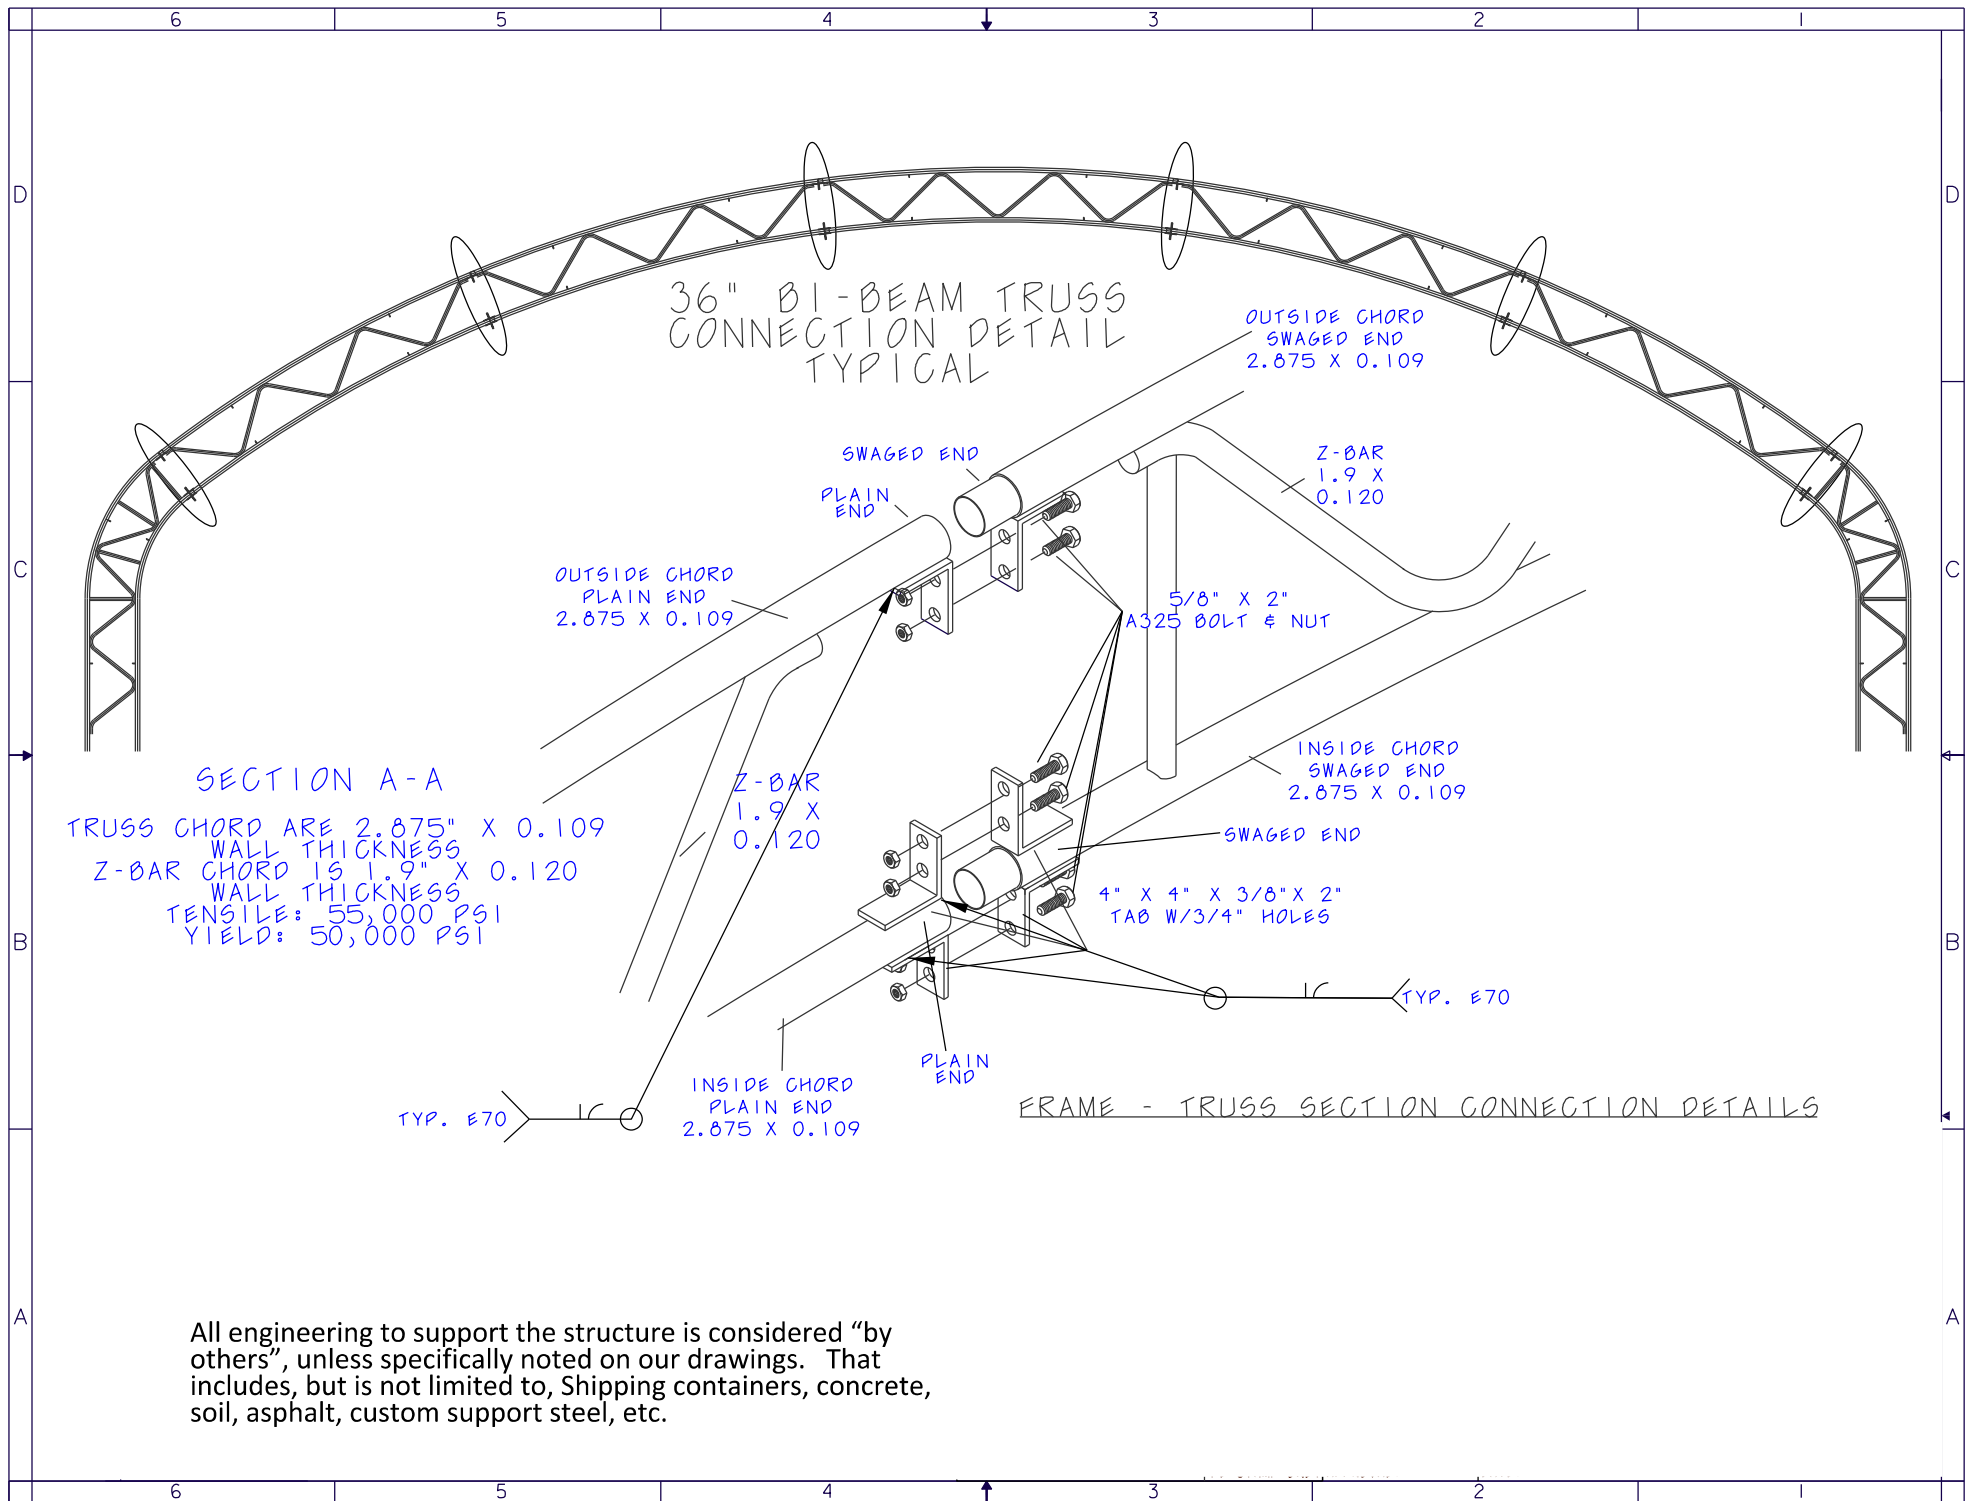 6 5 4 3 2 1
D D
36" BI-BEAM TRUSS
CONNECTION DETAIL
TYPICAL
OUTSIDE CHORD
SWAGED END
2.875 X 0.109
SWAGED END
PLAIN
END
Z-BAR
1.9 X
0.120
C C
OUTSIDE CHORD
PLAIN END
2.875 X 0.109
5/8" X 2"
A325 BOLT & NUT
SECTION A-A
TRUSS CHORD ARE 2.875" X 0.109
WALL THICKNESS
Z-BAR CHORD IS 1.9" X 0.120
WALL THICKNESS
TENSILE: 55,000 PSI
YIELD: 50,000 PSI
Z-BAR
1.9 X
0.120
INSIDE CHORD
SWAGED END
2.875 X 0.109
SWAGED END
4" X 4" X 3/8"X 2"
TAB W/3/4" HOLES
B B
TYP. E70
PLAIN
END
INSIDE CHORD
PLAIN END
2.875 X 0.109
TYP. E70
FRAME - TRUSS SECTION CONNECTION DETAILS
A A
All engineering to support the structure is considered “by
others”, unless specifically noted on our drawings.   That
includes, but is not limited to, Shipping containers, concrete,
soil, asphalt, custom support steel, etc.
6 5 4 3 2 1